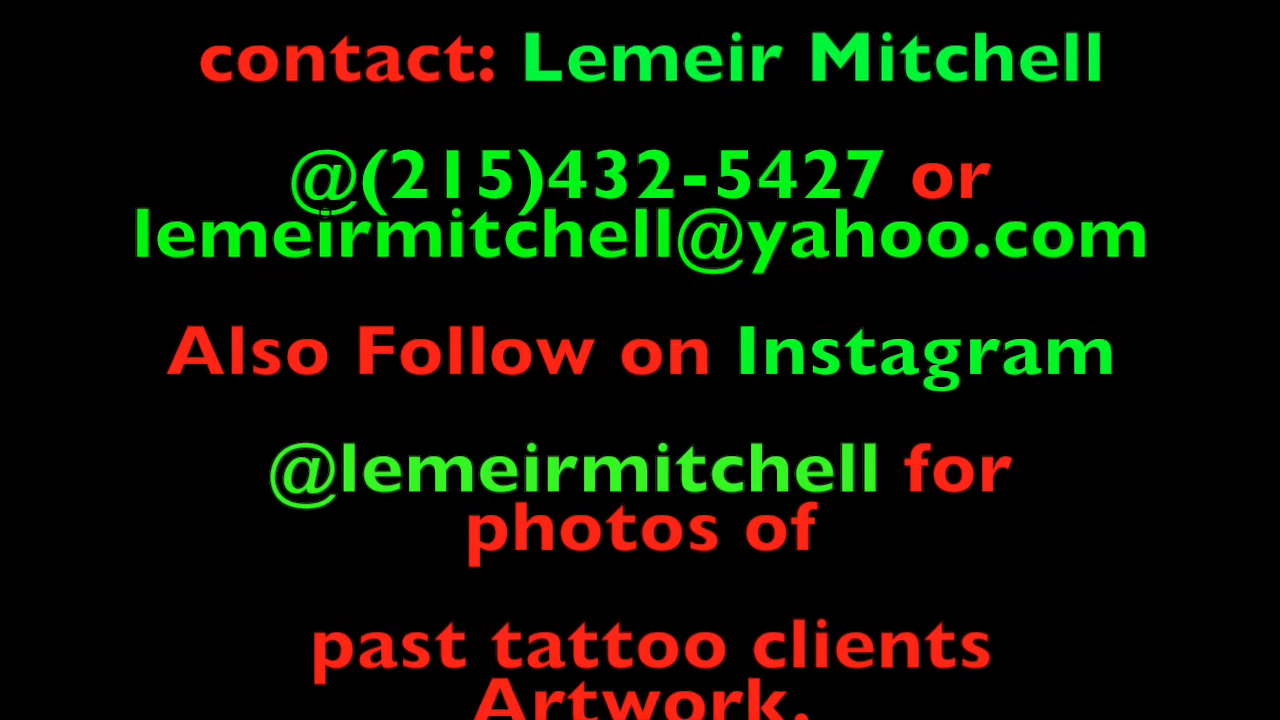 contact: Lemeir Mitchell
@(215)432-5427 or
lemeirmitchell@yahoo.com
Also Follow on Instagram
@lemeirmitchell for
photos of
past tattoo clients
Artwork.